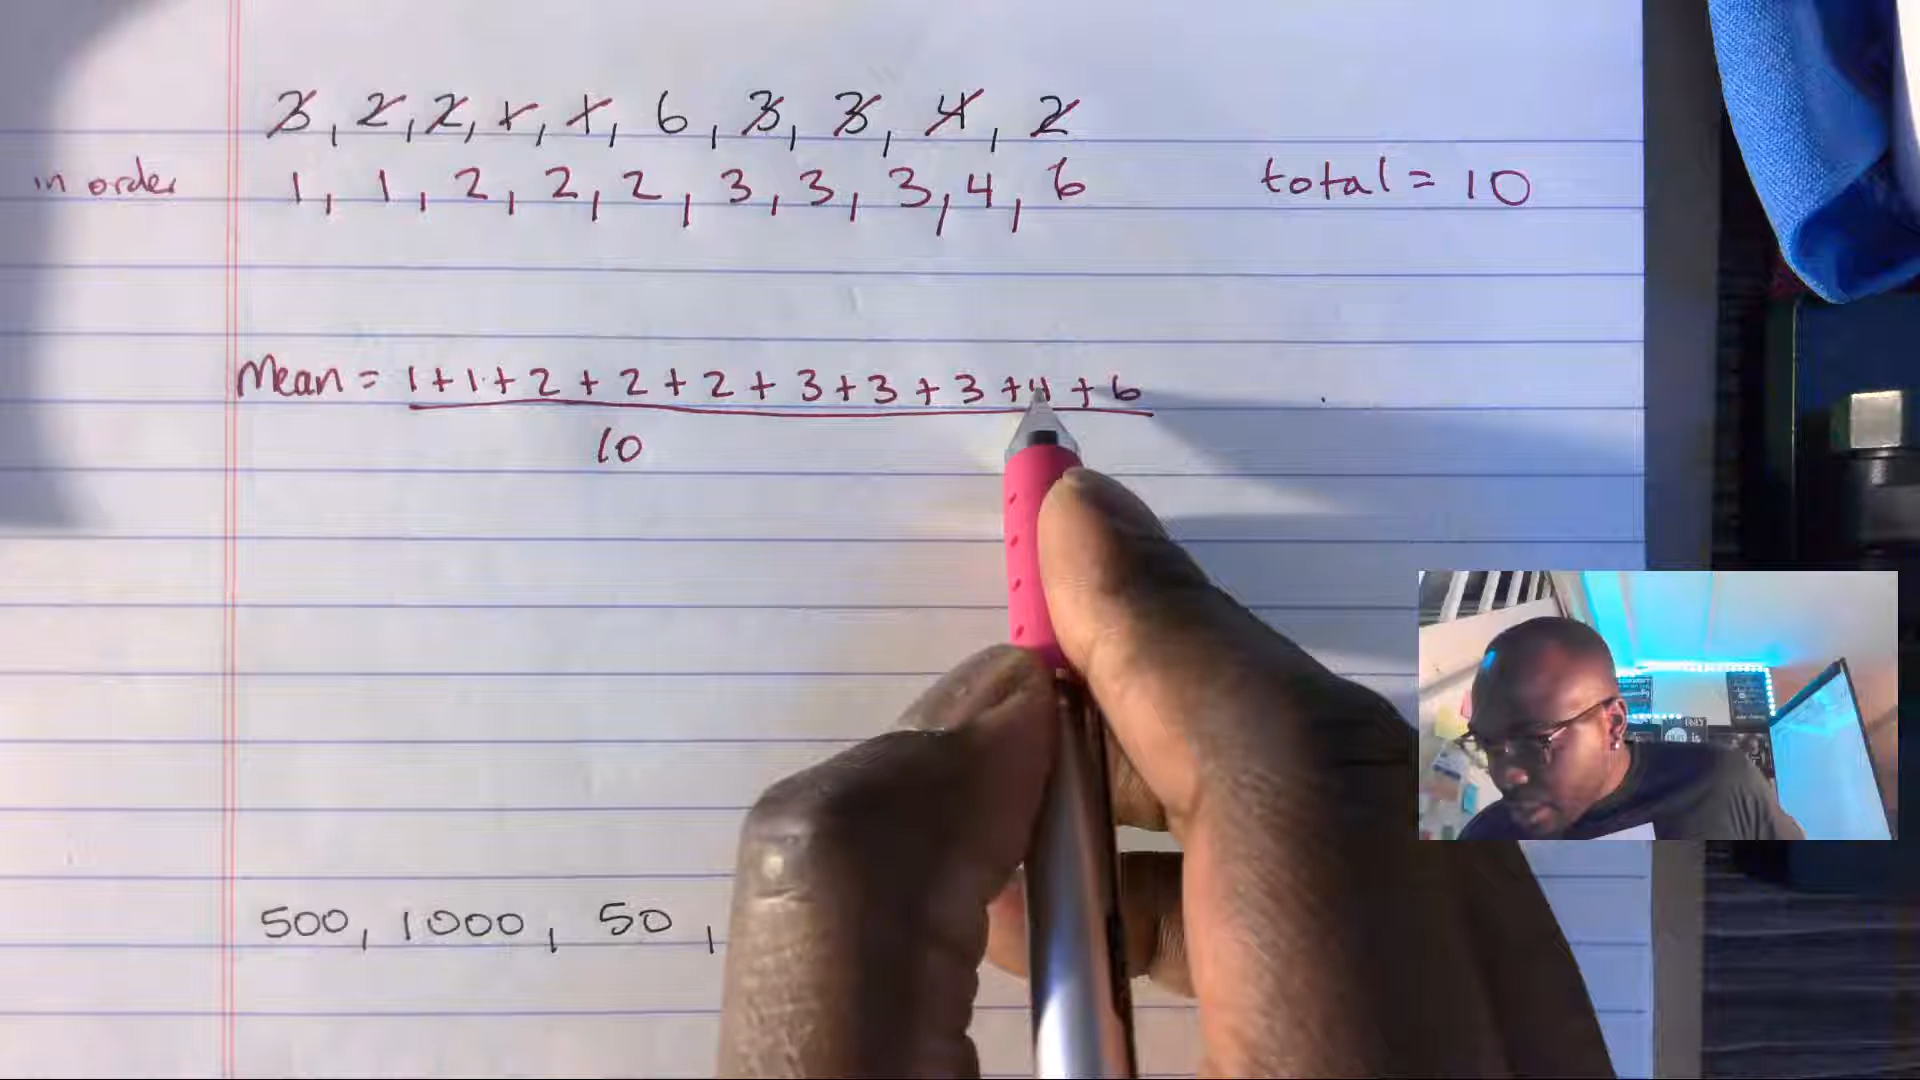 3, 2, 2, 1, 1, 6, 3, 3, 4, 2
in order 1, 1, 2, 2, 2, 3, 3, 3, 4, 6 total = 10
Mean = 1+1+2+2+2+3+3+3+4+6
10
500, 1000, 50,